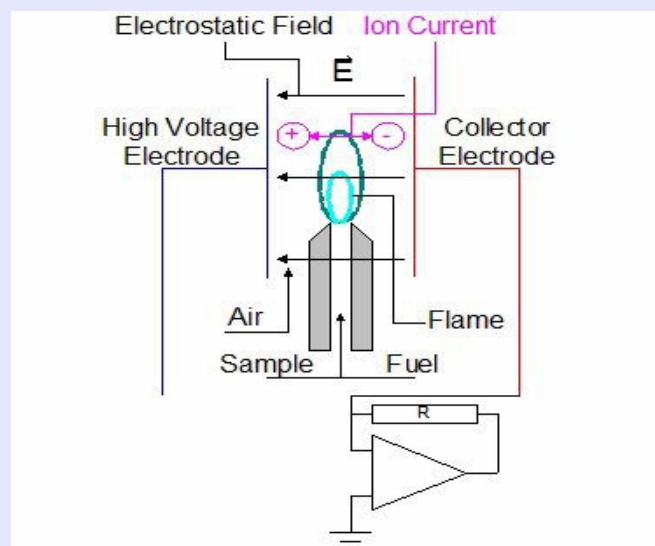 Electrostatic Field Ion Current
E
High Voltage
Electrode
+
-
Collector
Electrode
Air
Flame
Sample
Fuel
R